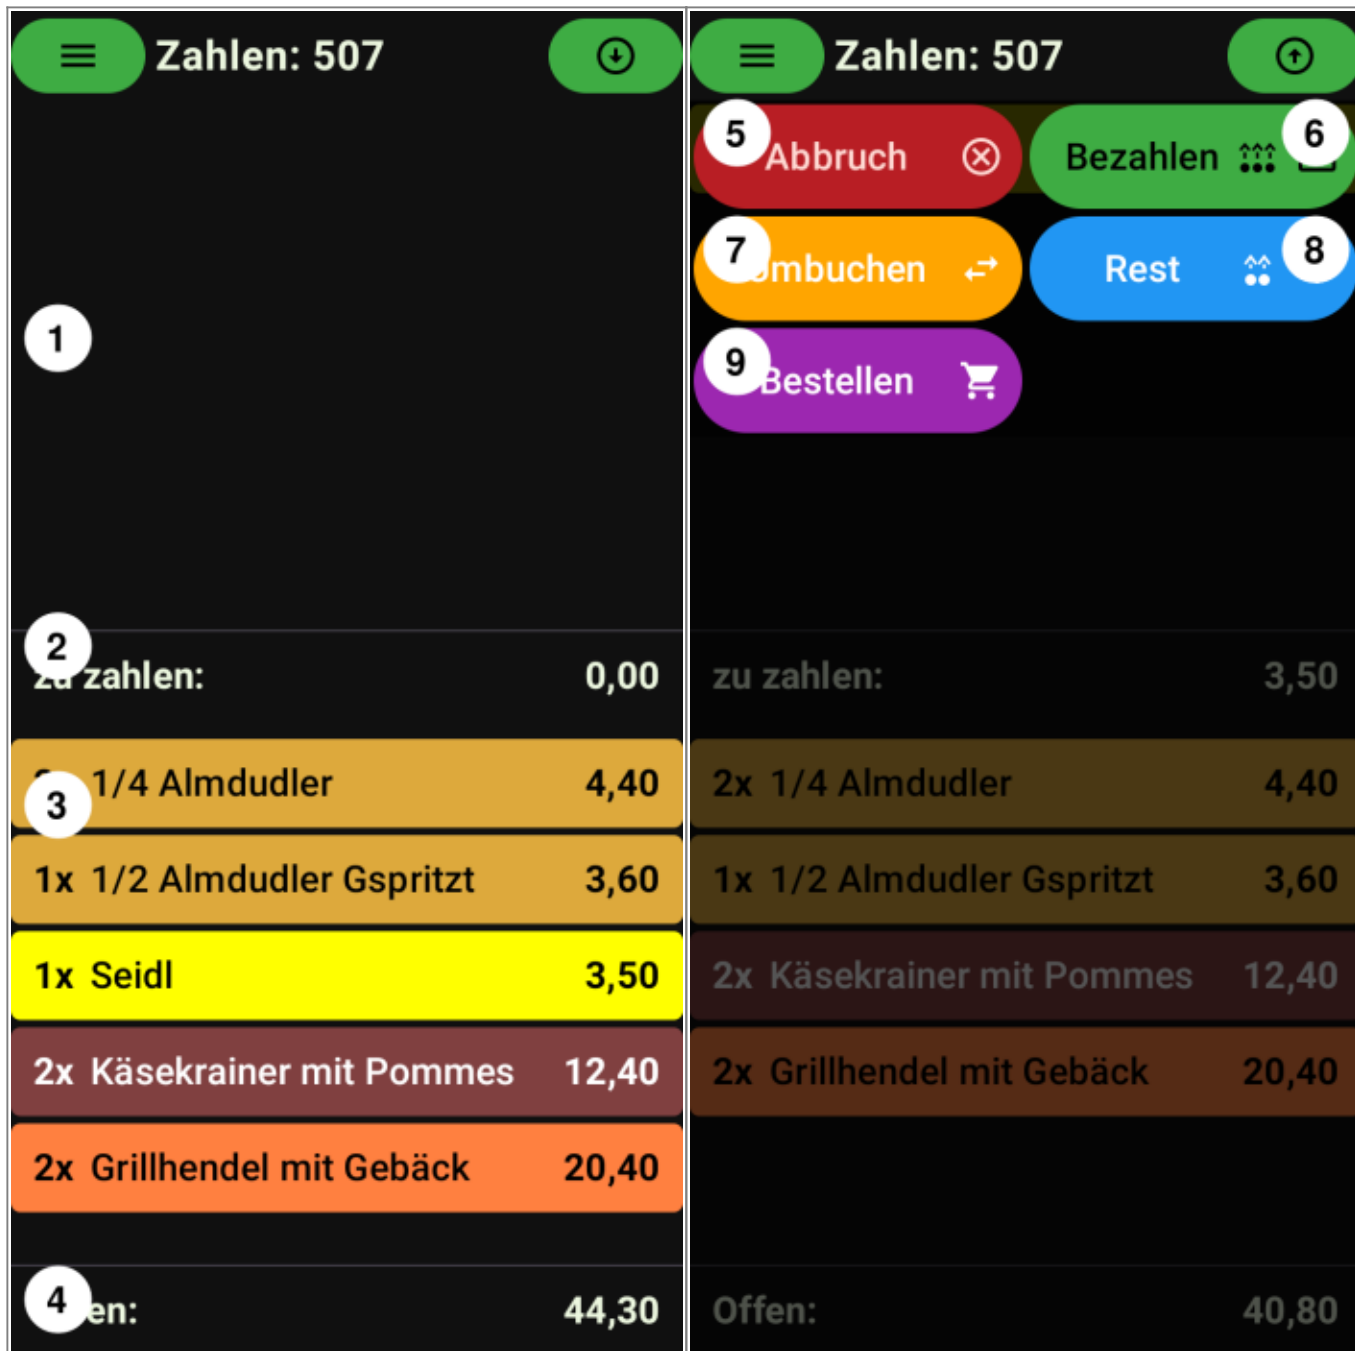 Zahlen: 507
1
2
zahlen: 0,00
1/4 Almdudler 4,40
3
1x 1/2 Almdudler Gspritzt 3,60
1x Seidl 3,50
2x Käsekrainer mit Pommes 12,40
2x Grillhendel mit Gebäck 20,40
4
44,30
Zahlen: 507
5 Abbruch
Bezahlen 6
7
Rest 8
9 Bestellen
zu zahlen: 3,50
2x 1/4 Almdudler 4,40
1x 1/2 Almdudler Gspritzt 3,60
2x Käsekrainer mit Pommes 12,40
2x Grillhendel mit Gebäck 20,40
Offen: 40,80